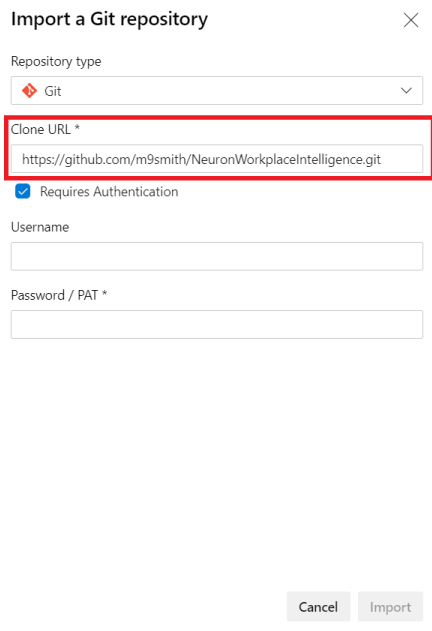 Import a Git repository
Repository type
Git
Clone URL *
https://github.com/m9smith/NeuronWorkplaceIntelligence.git
Requires Authentication
Username
Password / PAT *
Cancel Import